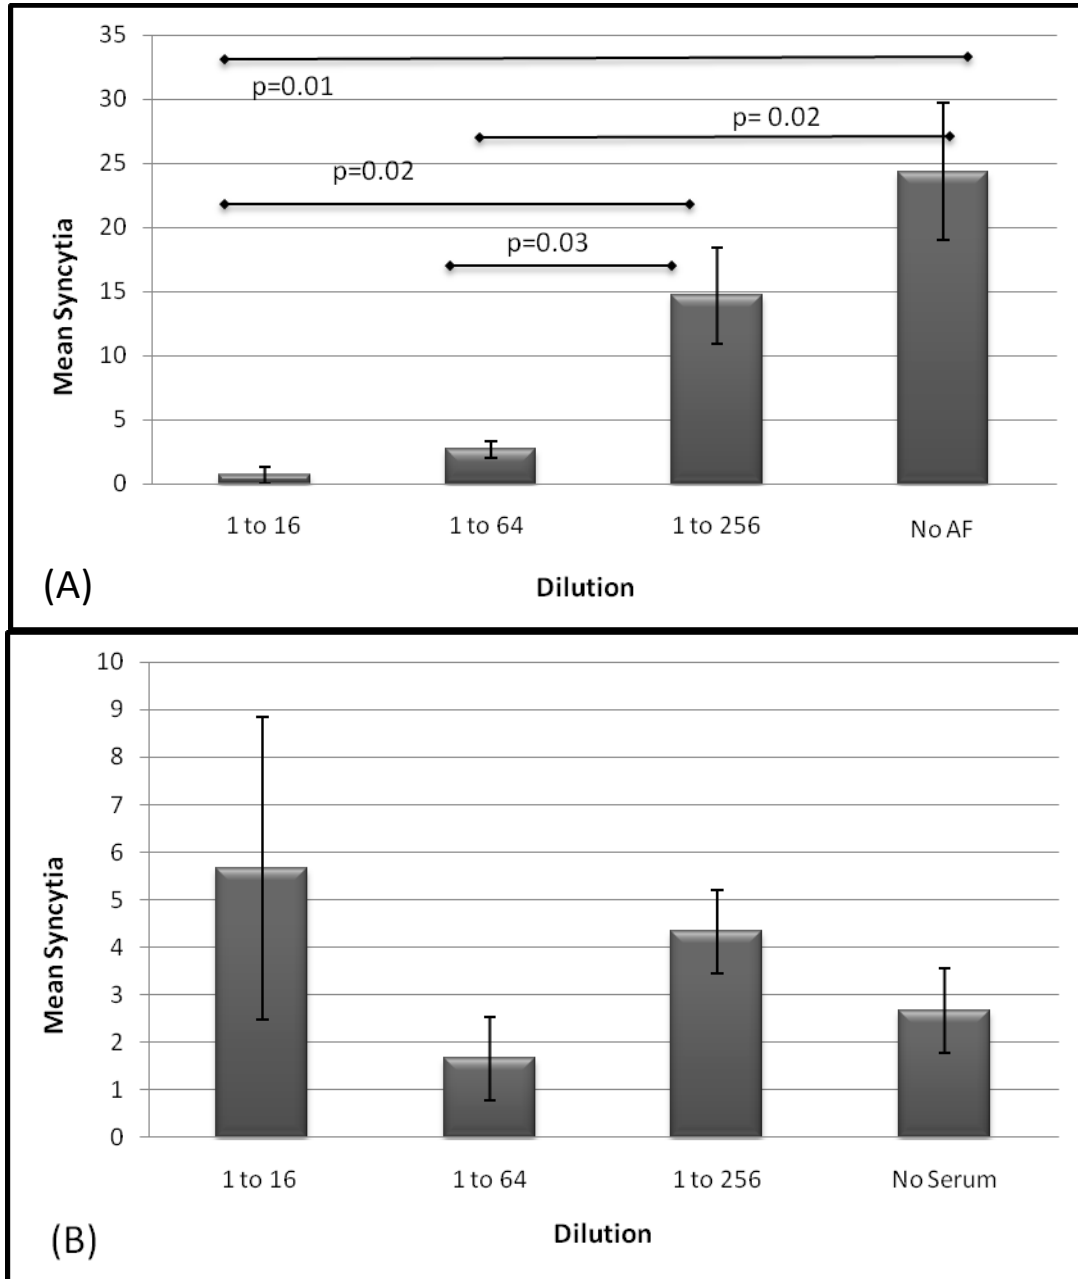 35
p=0.01
30
p= 0.02
25
p=0.02
20
p=0.03
15
10
5
0
Mean Syncytia
1 to 16 1 to 64 1 to 256 No AF
(A)
Dilution
10
9
8
7
6
5
4
3
2
1
0
Mean Syncytia
1 to 16 1 to 64 1 to 256 No Serum
Dilution
(B)